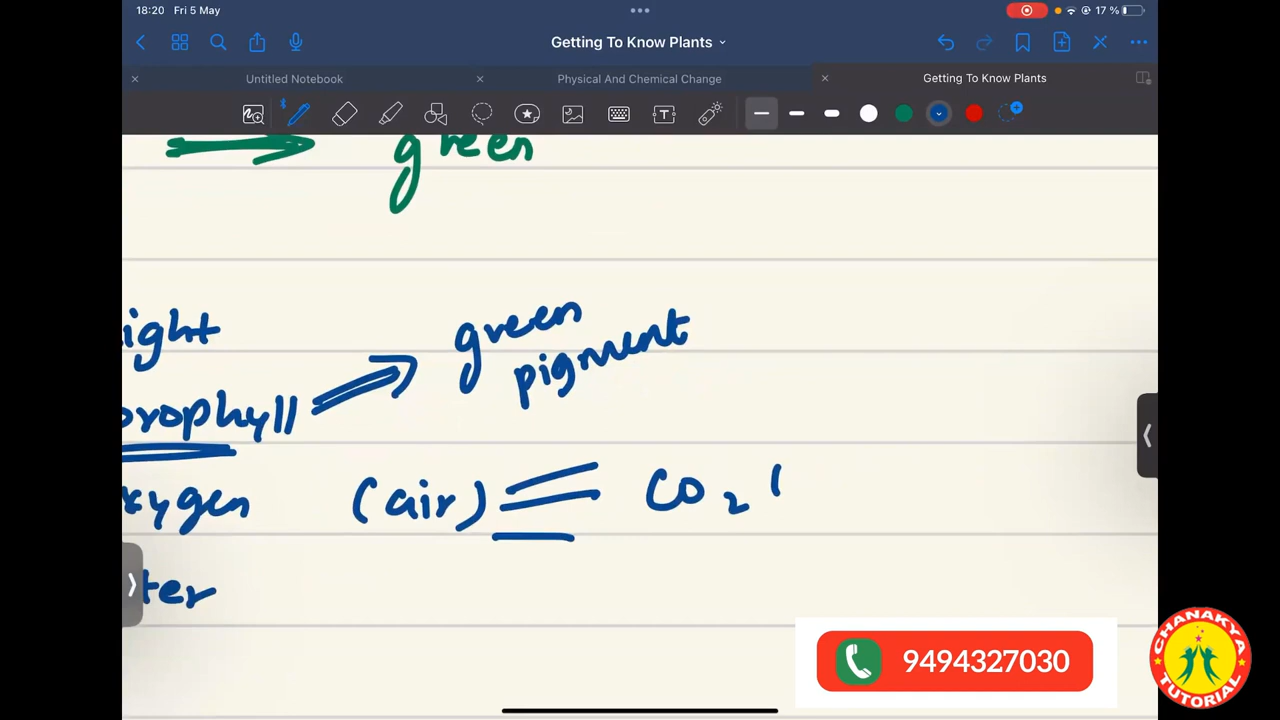 18:20 Fri 5 May 17 %
Getting To Know Plants
Untitled Notebook Physical And Chemical Change Getting To Know Plants
green
ight green
pigment
orophyll
xygen (air) CO2 (
ter
9494327030
CHANAKYA
TUTORIAL